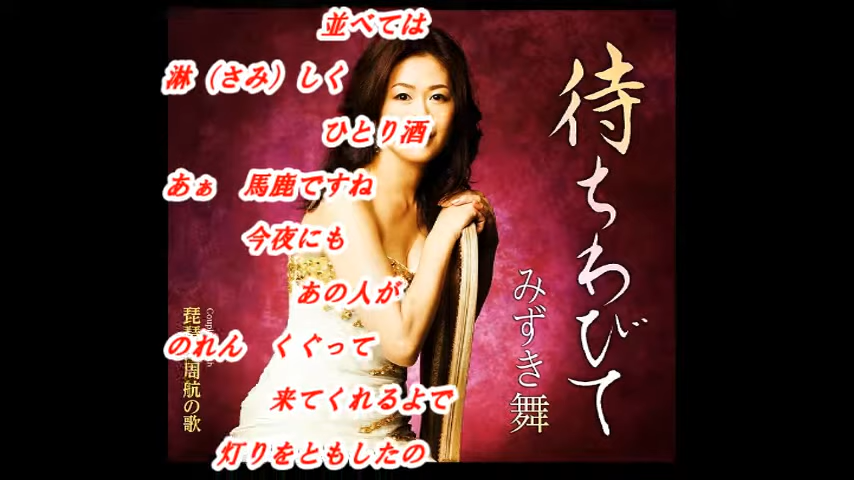 並べては
淋（さみ）しく
ひとり酒
あぁ　馬鹿ですね
今夜にも
あの人が
のれん　くぐって
来てくれるよで
灯りをともしたの
待ちわびて
みずき舞
琵 周航の歌